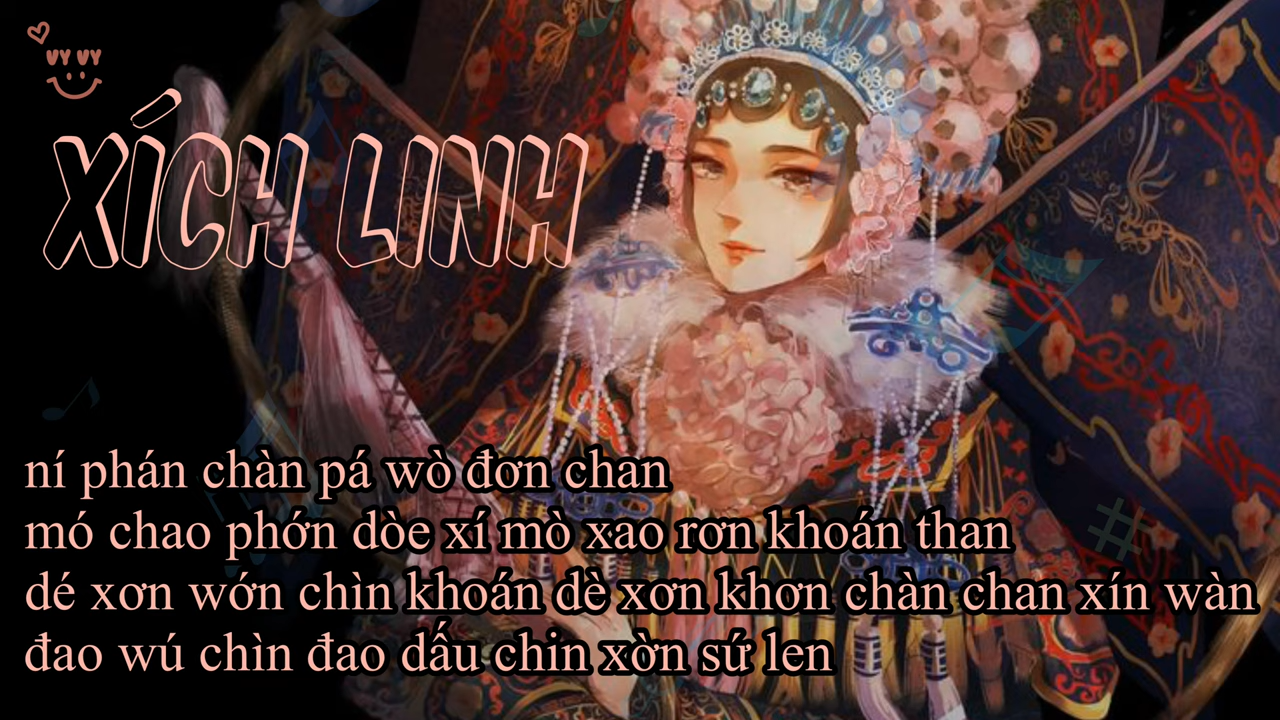 XÍCH LINH
ní phán chàn pá wò đơn chan
mó chao phớn dòe xí mò xao rơn khoán than
dé xơn wớn chìn khoán dè xơn khơn chàn chan xín wàn
đao wú chìn đao dấu chin xờn sứ len